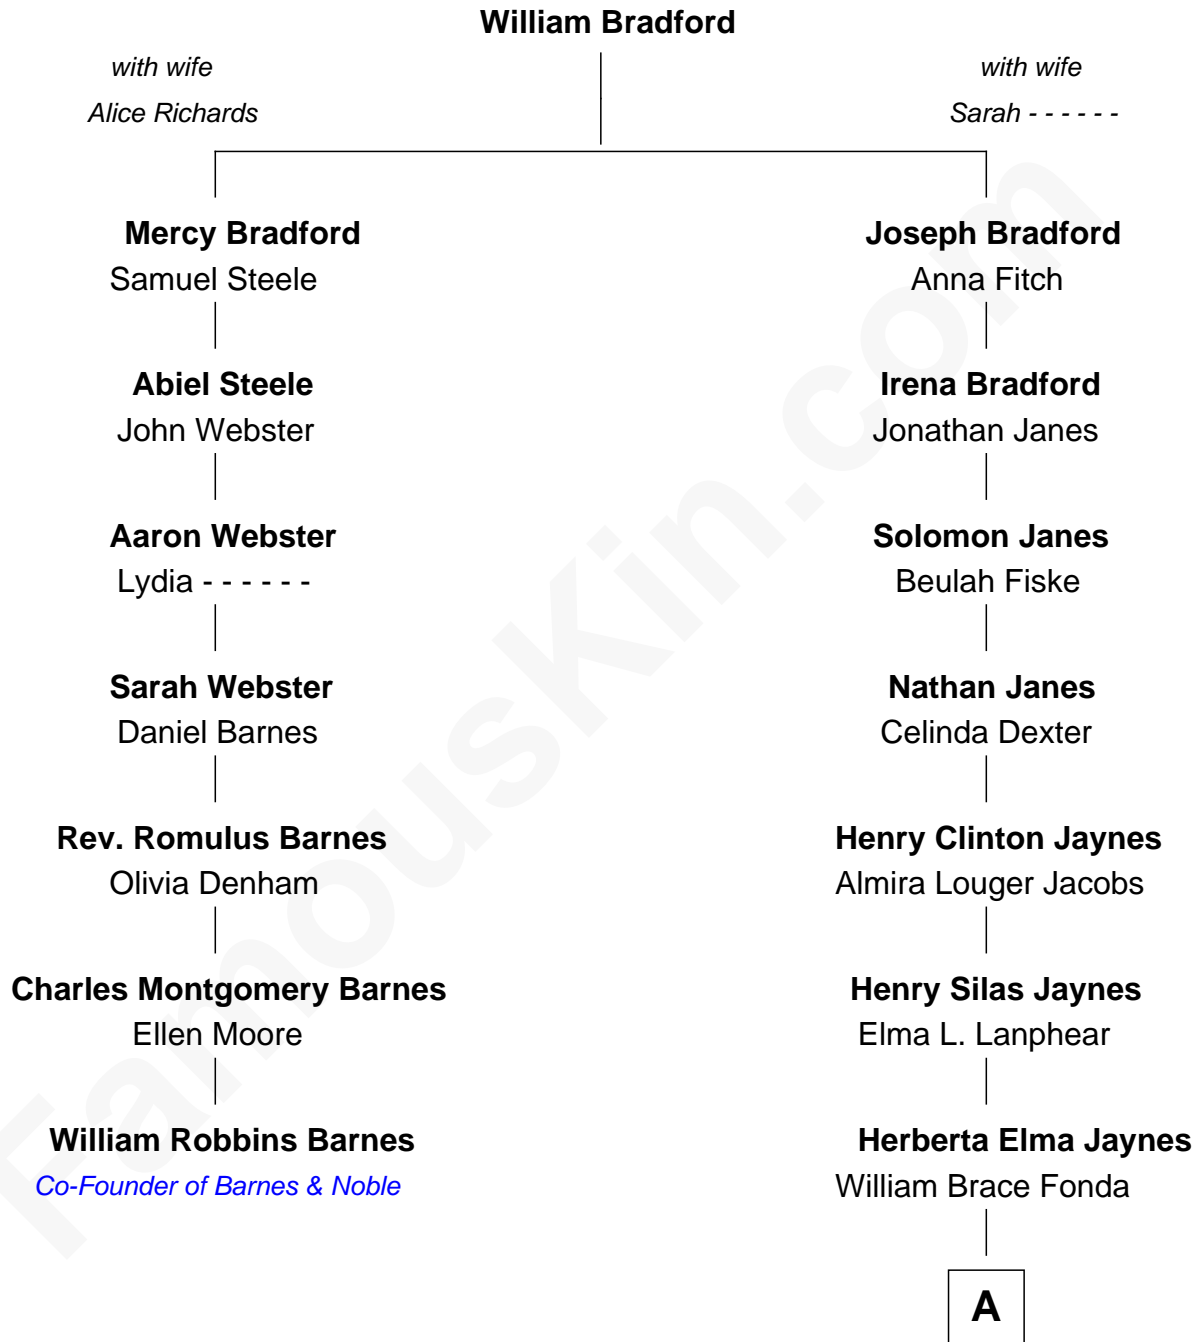 William Bradford
with wife
Alice Richards
with wife
Sarah - - - - - -
Mercy Bradford
Samuel Steele
Abiel Steele
John Webster
Aaron Webster
Lydia - - - - - -
Sarah Webster
Daniel Barnes
Rev. Romulus Barnes
Olivia Denham
Charles Montgomery Barnes
Ellen Moore
William Robbins Barnes
Co-Founder of Barnes & Noble
Joseph Bradford
Anna Fitch
Irena Bradford
Jonathan Janes
Solomon Janes
Beulah Fiske
Nathan Janes
Celinda Dexter
Henry Clinton Jaynes
Almira Louger Jacobs
Henry Silas Jaynes
Elma L. Lanphear
Herberta Elma Jaynes
William Brace Fonda
A
FamousKin.com